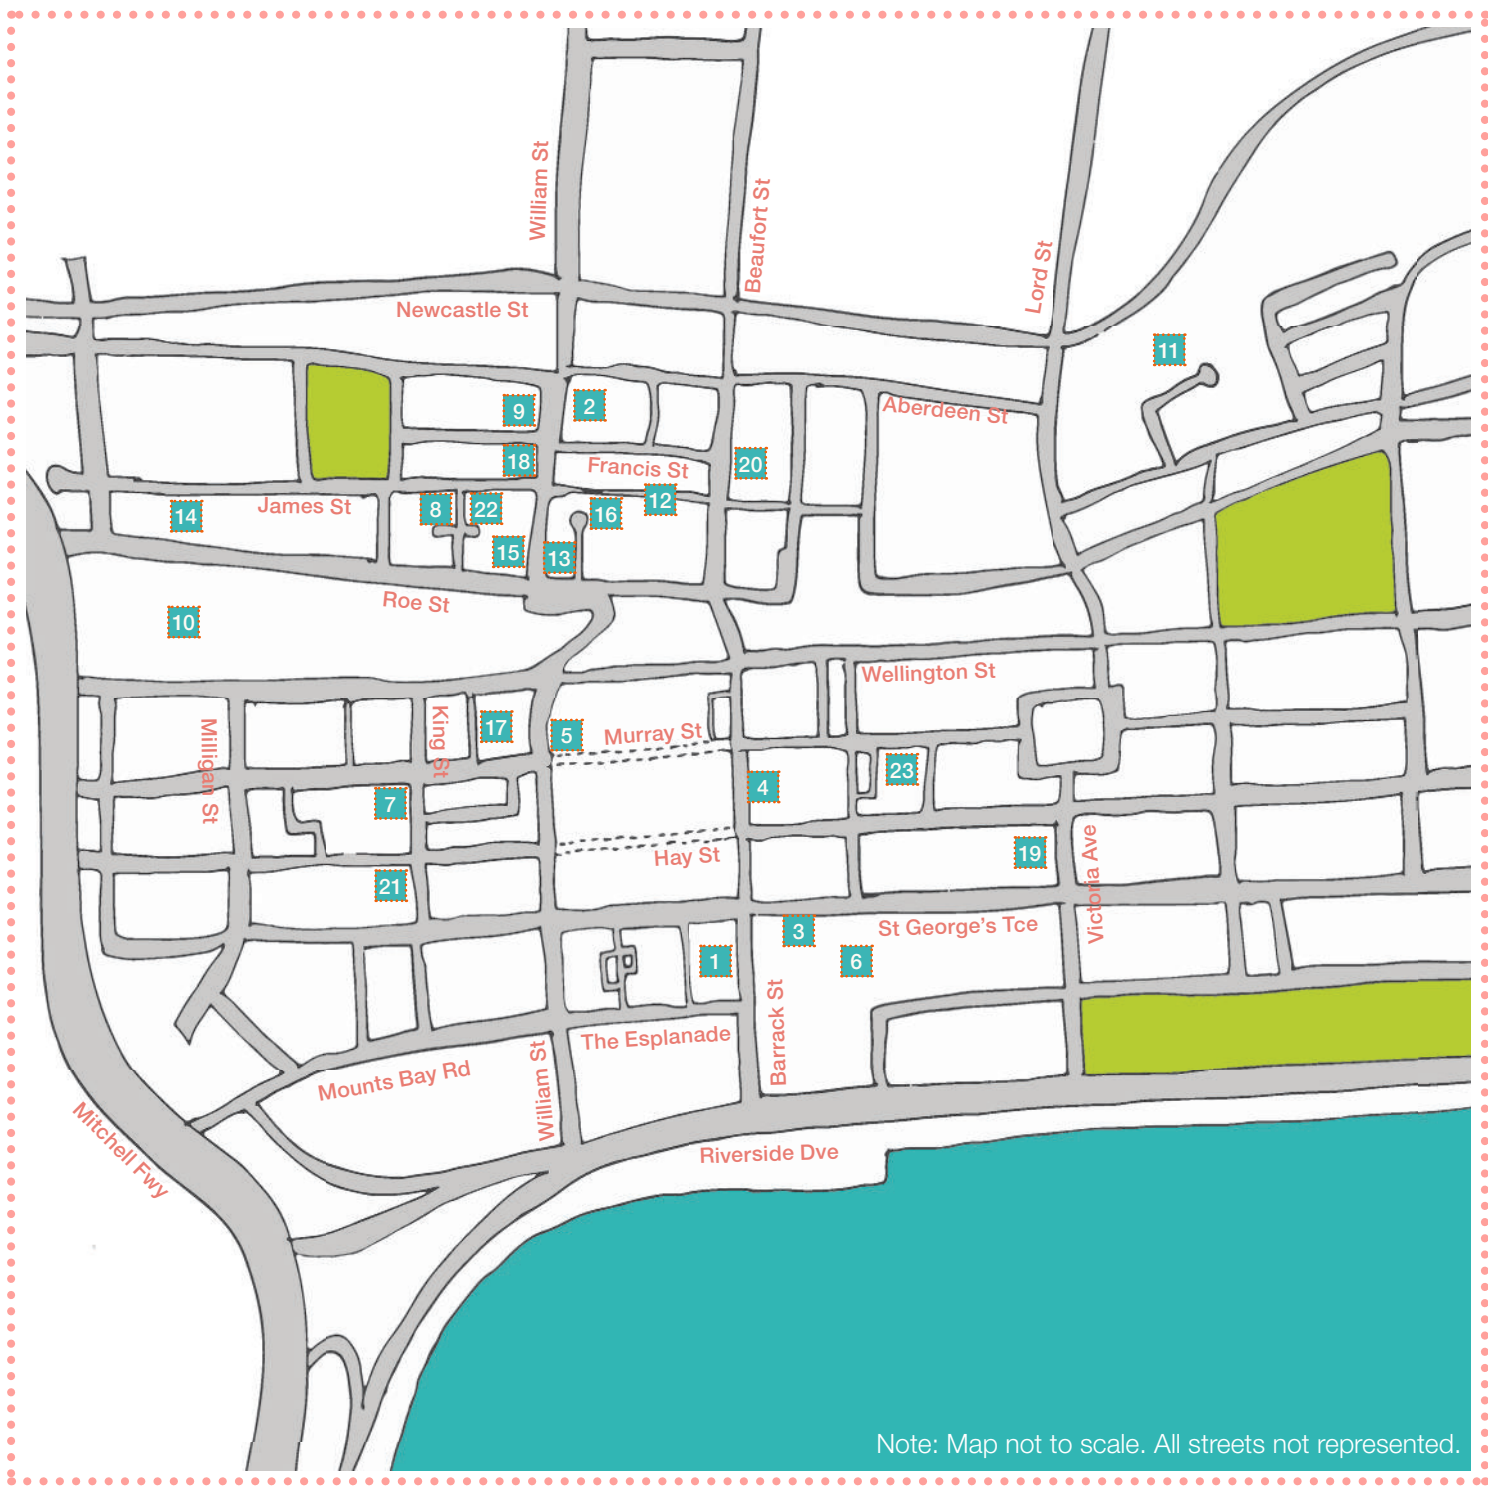 William St
Beaufort St
Lord St
Newcastle St
11
9
2
Aberdeen St
18
Francis St
20
14
James St
8
22
16
12
15
13
Roe St
10
Wellington St
Milligan St
King St
17
5
Murray St
23
7
4
Hay St
19
Victoria Ave
21
3
St George's Tce
1
6
Barrack St
The Esplanade
William St
Mounts Bay Rd
Mitchell Fwy
Riverside Dve
Note: Map not to scale. All streets not represented.